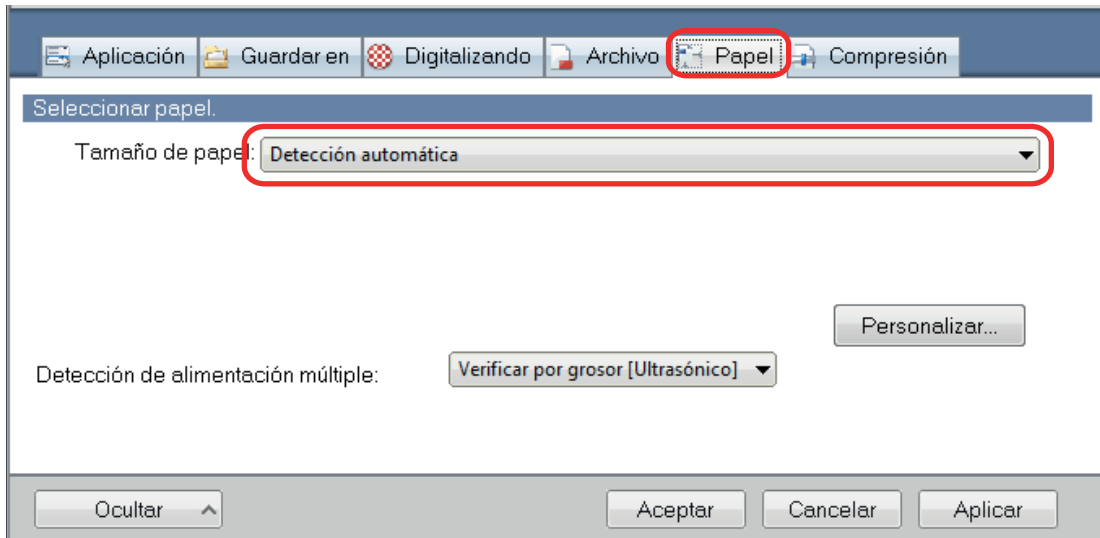 Aplicación Guardar en Digitalizando Archivo Papel Compresión
Seleccionar papel.
Tamaño de papel: Detección automática
Personalizar...
Detección de alimentación múltiple: Verificar por grosor [Ultrasónico]
Ocultar Aceptar Cancelar Aplicar